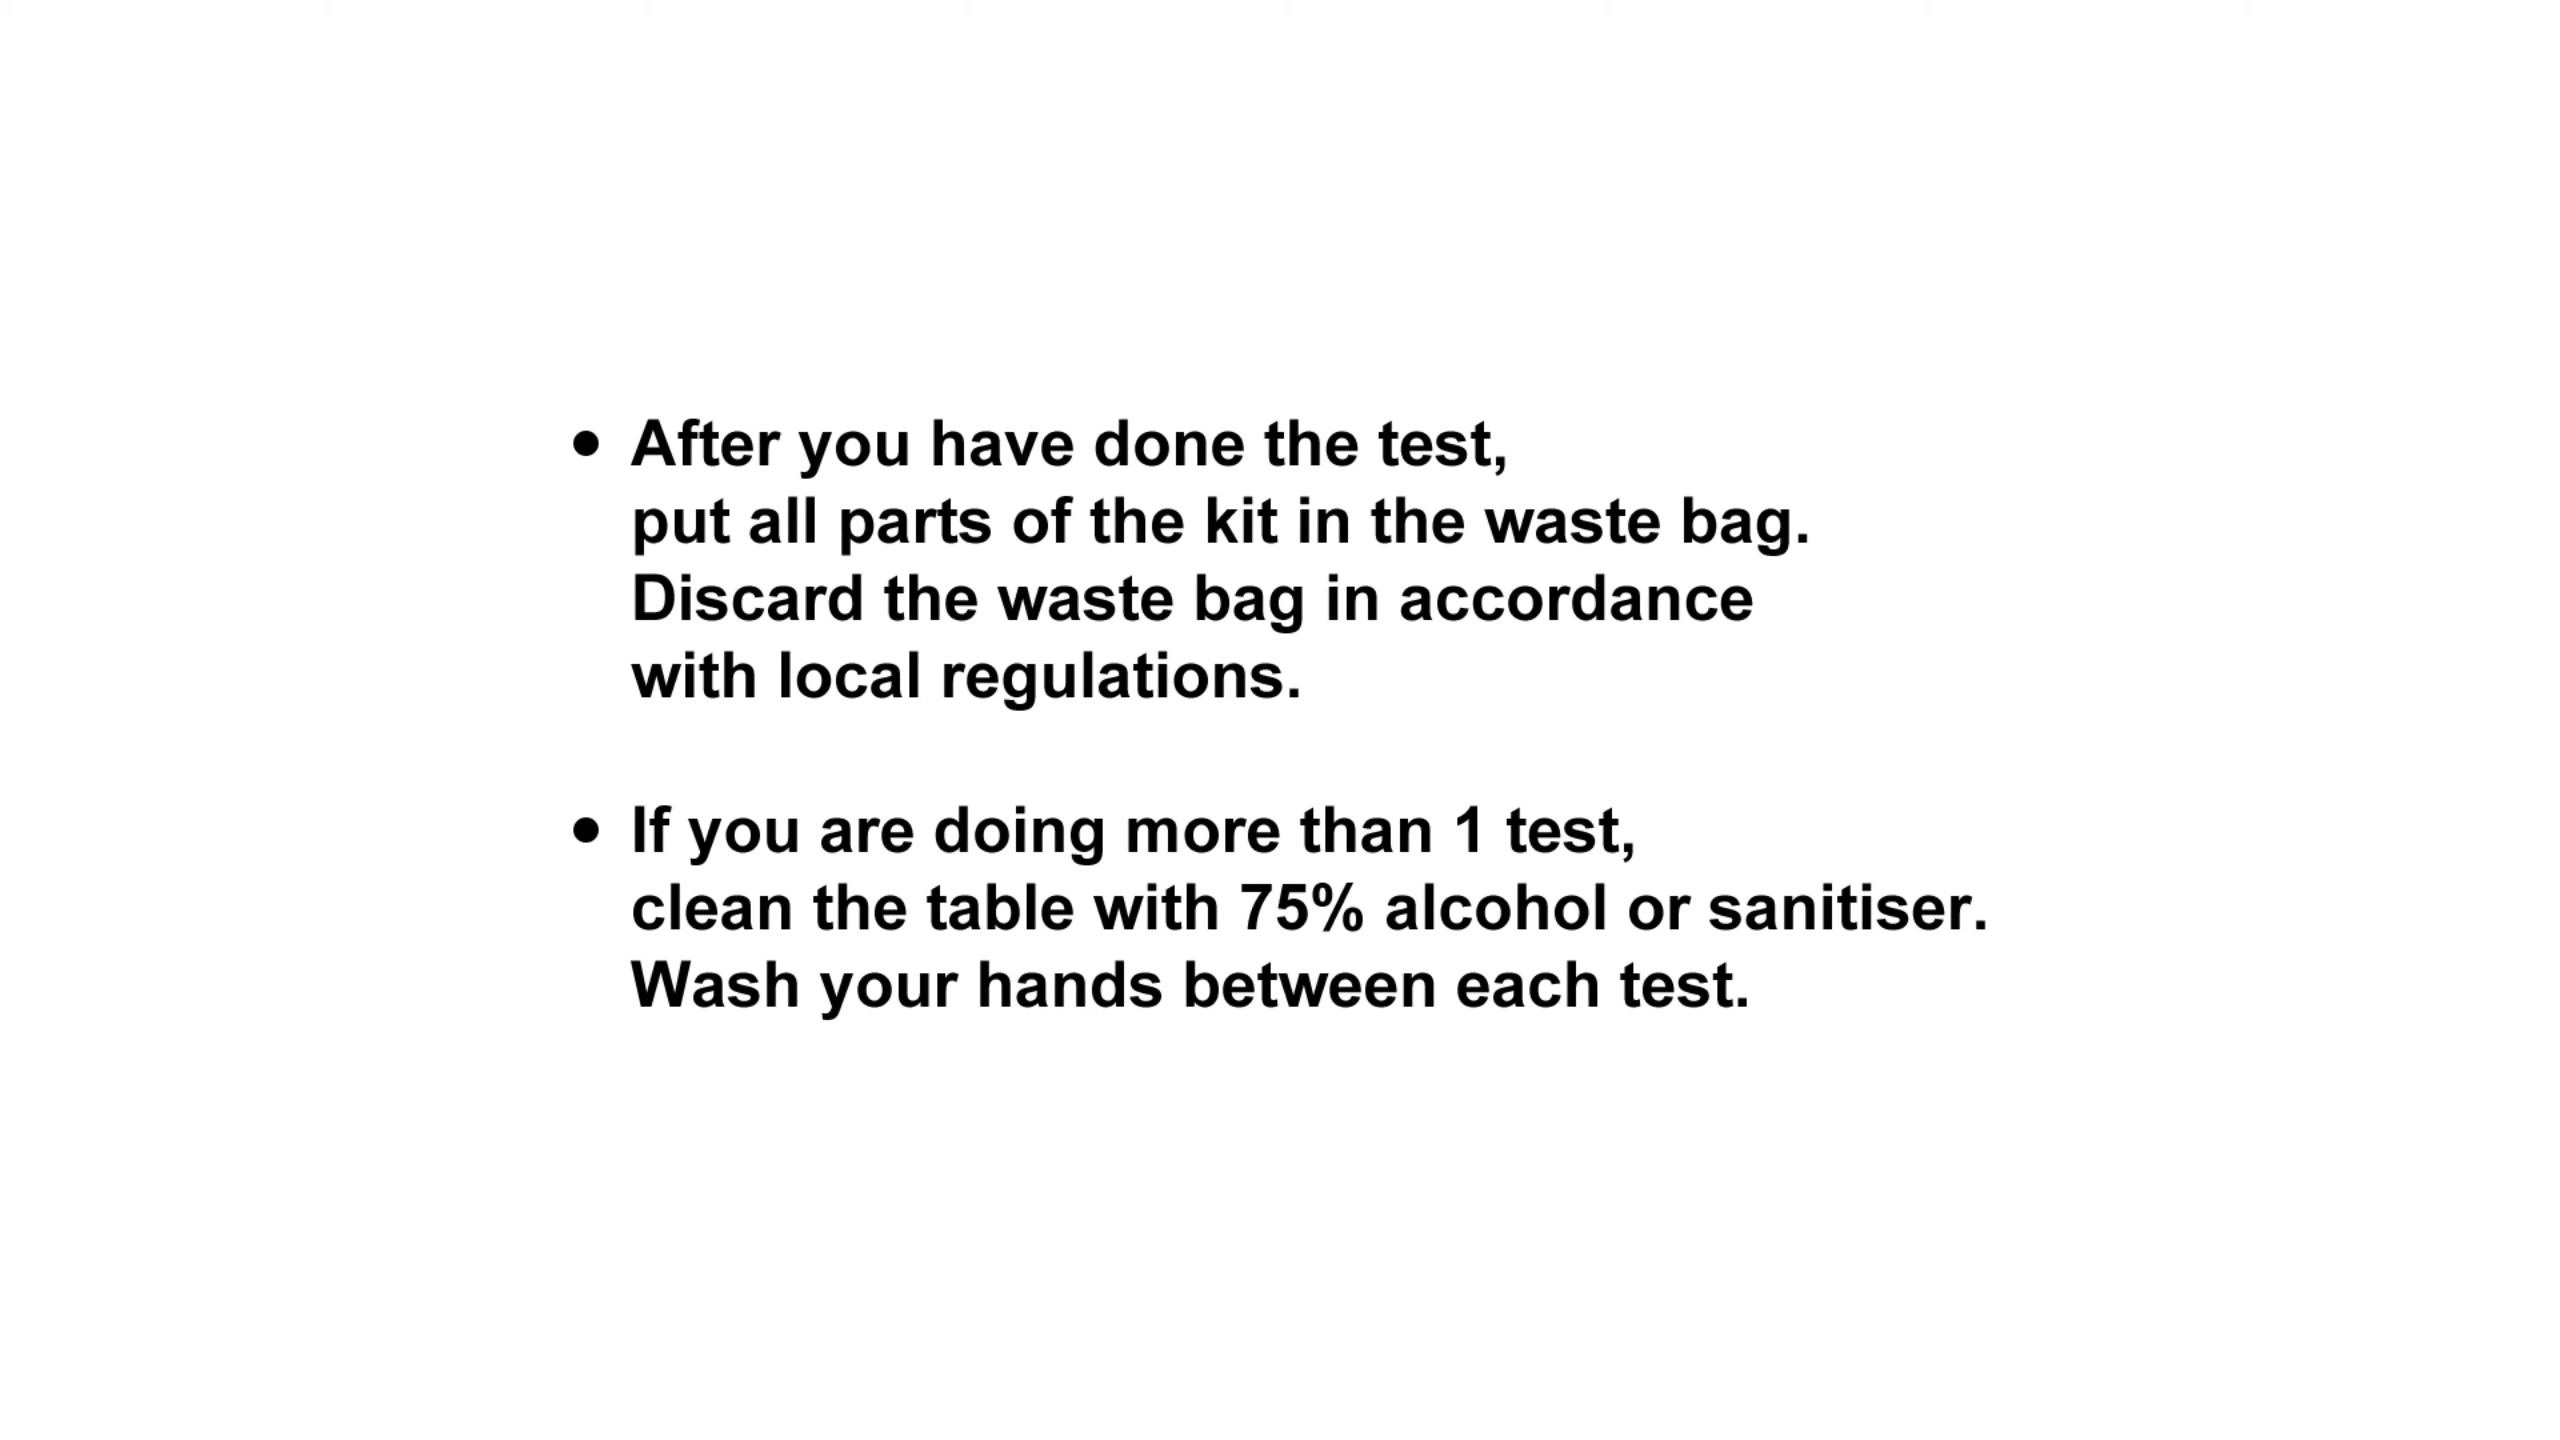 • After you have done the test,
put all parts of the kit in the waste bag.
Discard the waste bag in accordance
with local regulations.
• If you are doing more than 1 test,
clean the table with 75% alcohol or sanitiser.
Wash your hands between each test.